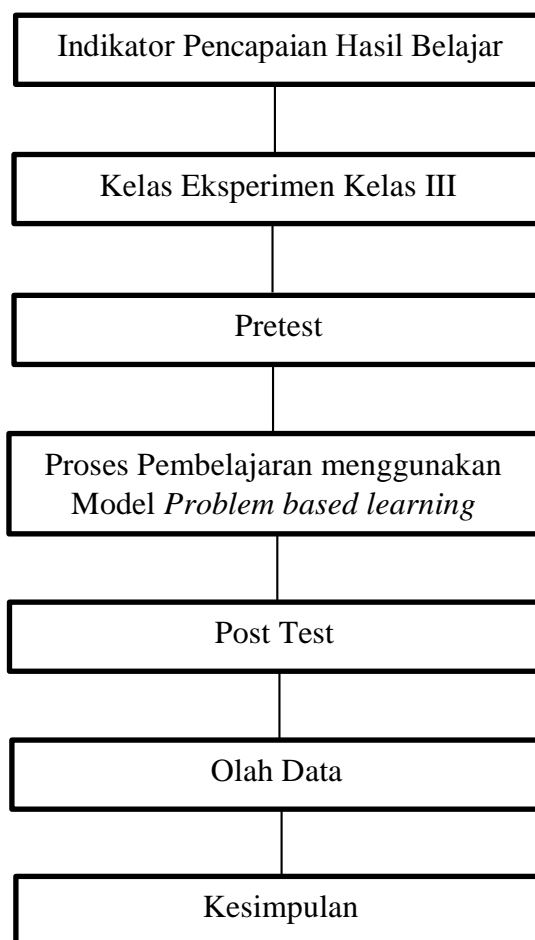 Indikator Pencapaian Hasil Belajar
Kelas Eksperimen Kelas III
Pretest
Proses Pembelajaran menggunakan
Model Problem based learning
Post Test
Olah Data
Kesimpulan